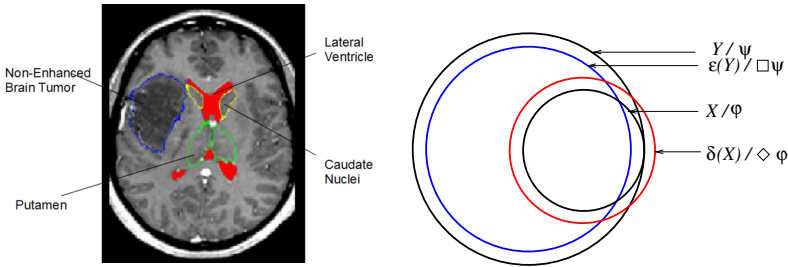 Lateral
Ventricle
Non-Enhanced
Brain Tumor
Caudate
Nuclei
Putamen
Y/ψ
ε(Y)/□ψ
X/φ
δ(X)/◇ φ